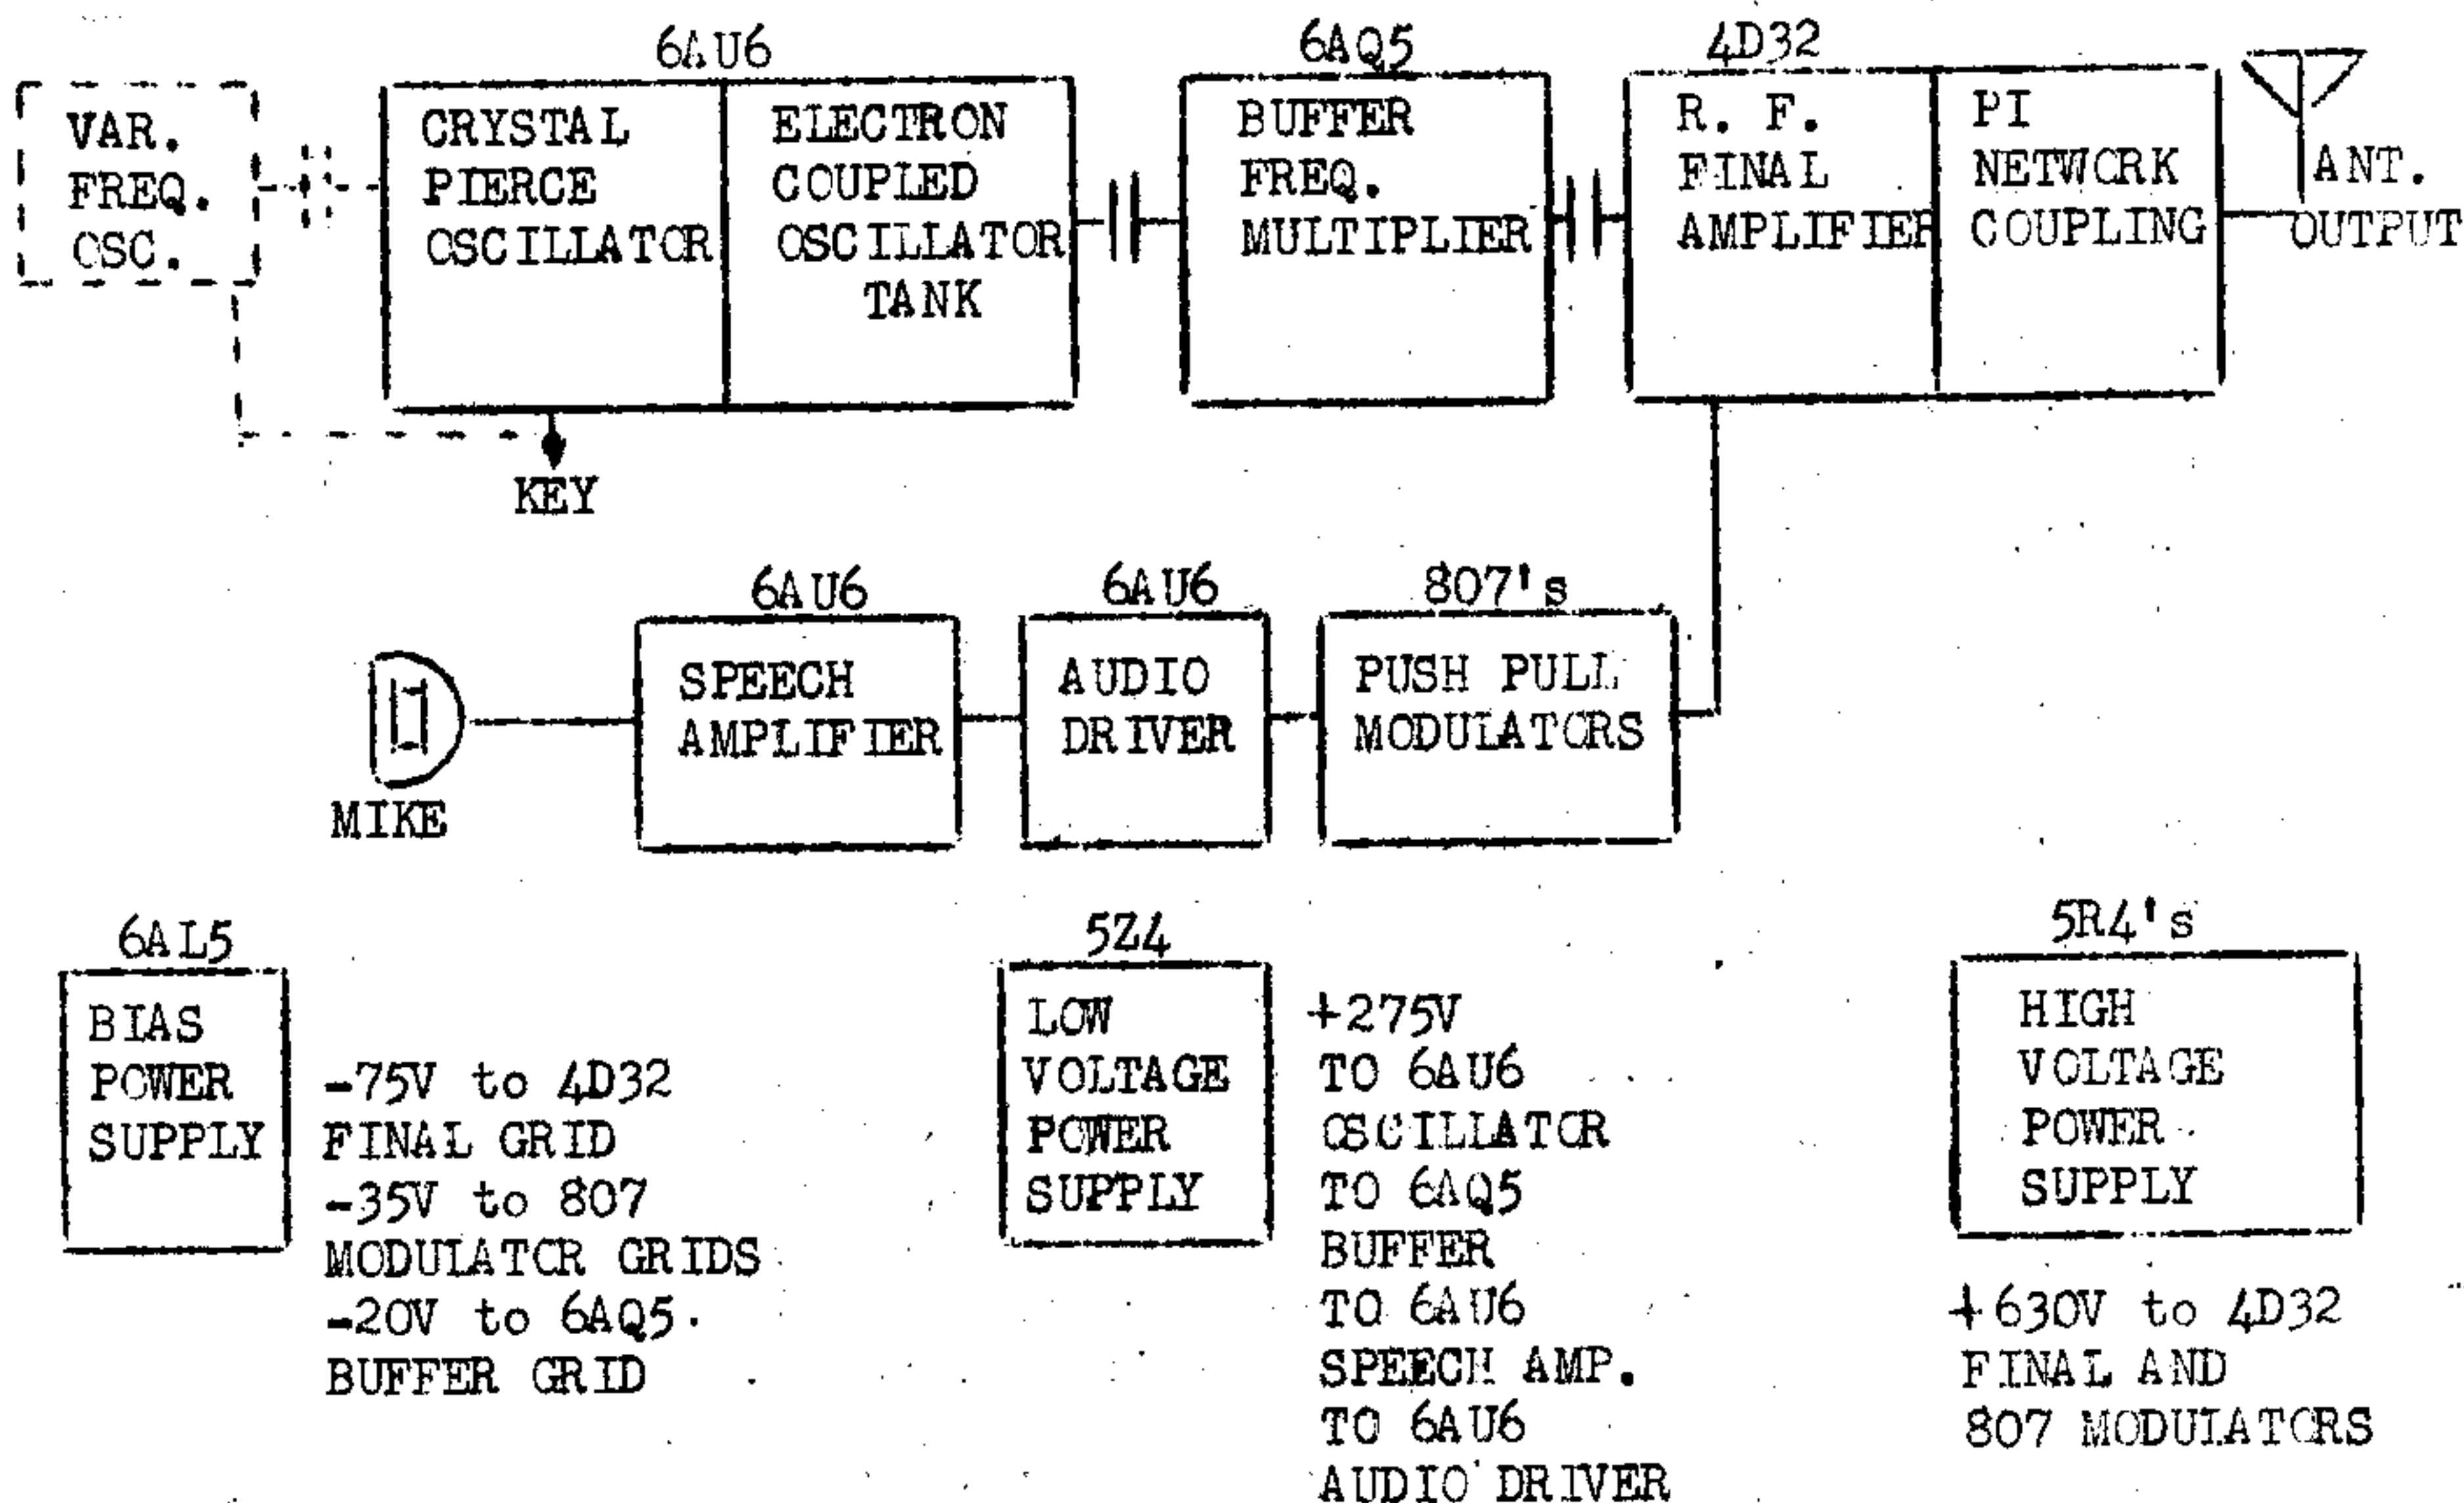 6AU6
6AQ5
4D32
VAR.
FREQ.
OSC.
CRYSTAL
PIERCE
OSCILLATOR
ELECTRON
COUPLED
OSCILLATOR
TANK
BUFFER
FREQ.
MULTIPLIER
R. F.
FINAL
AMPLIFIER
PI
NETWORK
COUPLING
ANT.
OUTPUT
KEY
6AU6
6AU6
807's
MIKE
SPEECH
AMPLIFIER
AUDIO
DRIVER
PUSH PULL
MODULATORS
6AL5
BIAS
POWER
SUPPLY
-75V to 4D32
FINAL GRID
-35V to 807
MODULATOR GRIDS
-20V to 6AQ5
BUFFER GRID
5Z4
LOW
VOLTAGE
POWER
SUPPLY
+275V
TO 6AU6
OSCILLATOR
TO 6AQ5
BUFFER
TO 6AU6
SPEECH AMP.
TO 6AU6
AUDIO DRIVER
5R4's
HIGH
VOLTAGE
POWER
SUPPLY
+630V to 4D32
FINAL AND
807 MODULATORS